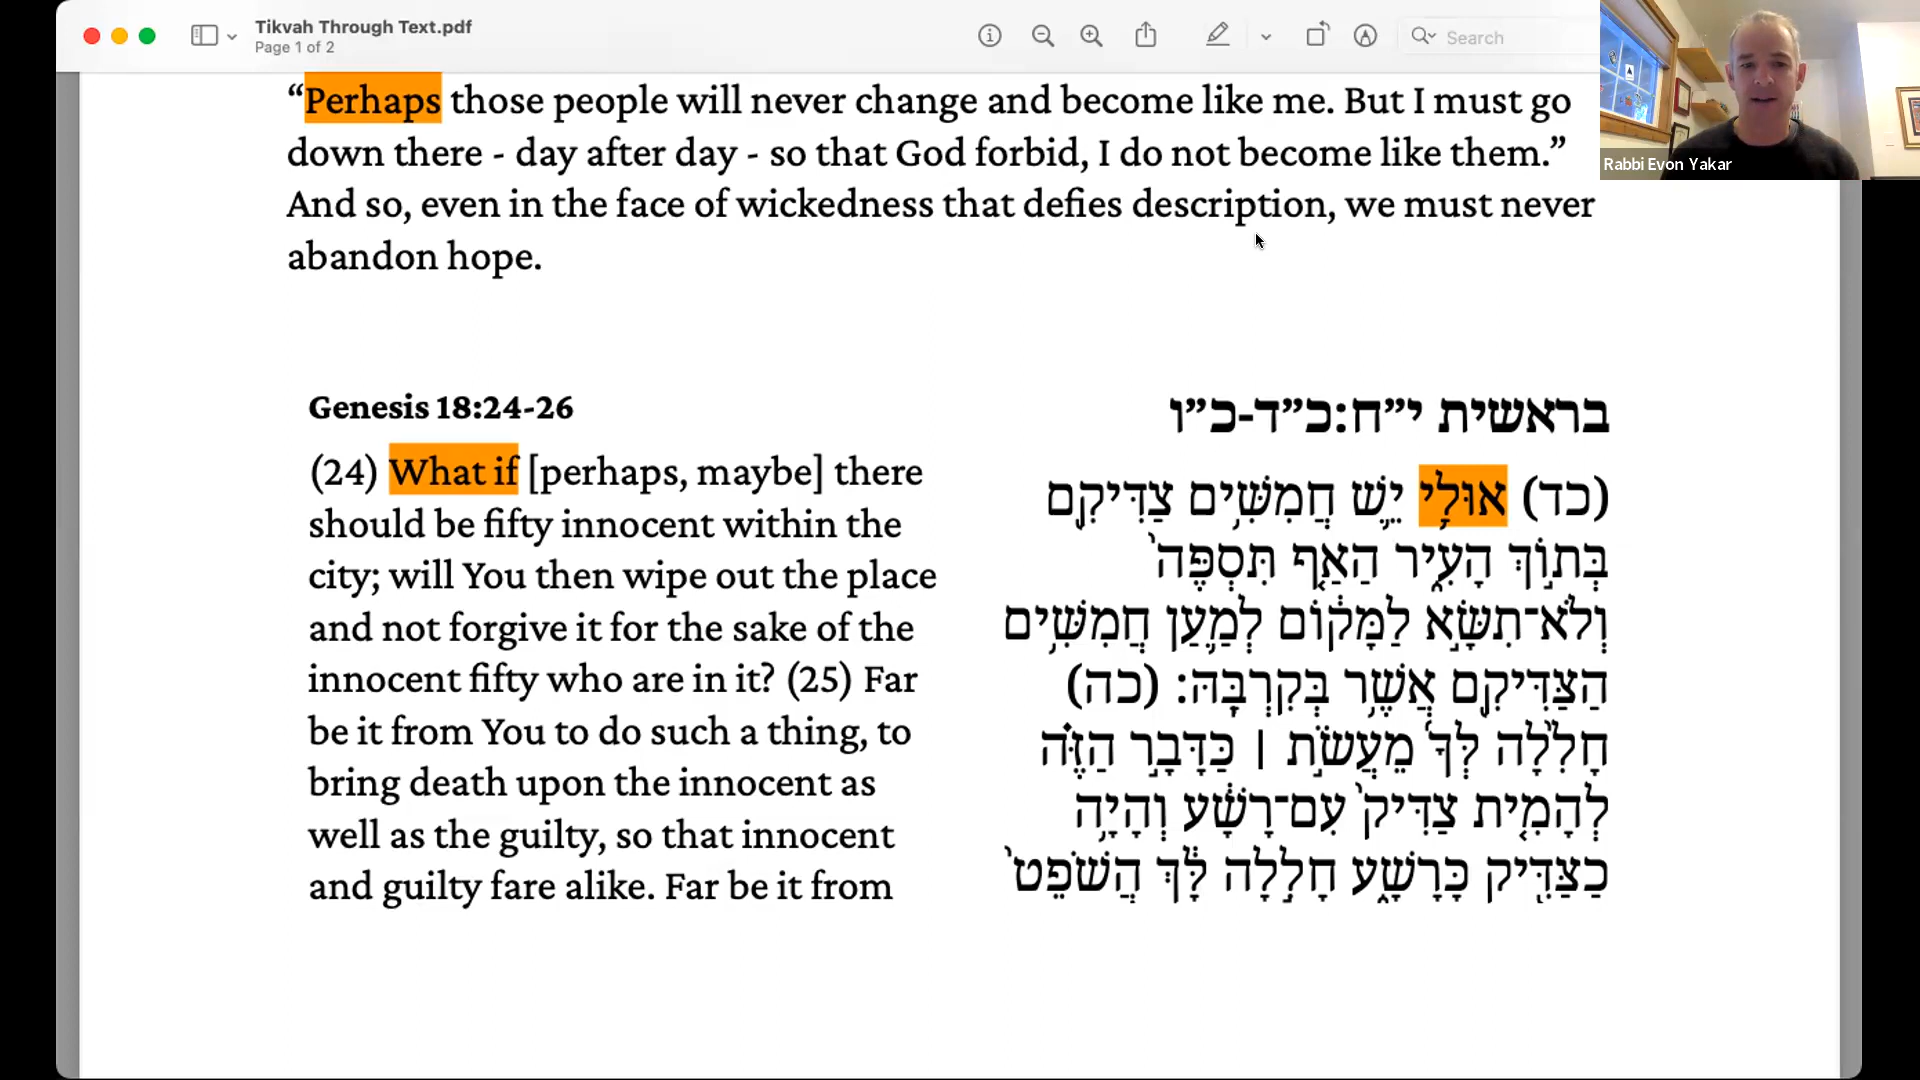 Tikvah Through Text.pdf
Page 1 of 2
Search
Rabbi Evon Yakar
“Perhaps those people will never change and become like me. But I must go
down there - day after day - so that God forbid, I do not become like them.”
And so, even in the face of wickedness that defies description, we must never
abandon hope.
Genesis 18:24-26
(24) What if [perhaps, maybe] there
should be fifty innocent within the
city; will You then wipe out the place
and not forgive it for the sake of the
innocent fifty who are in it? (25) Far
be it from You to do such a thing, to
bring death upon the innocent as
well as the guilty, so that innocent
and guilty fare alike. Far be it from
בראשית י״ח:כ״ד-כ״ו
(כד) אוּלַ֥י יֵ֛שׁ חֲמִשִּׁ֥ים צַדִּיקִ֖ם
בְּת֣וֹךְ הָעִ֑יר הַאַ֤ף תִּסְפֶּה֙
וְלֹא־תִשָּׂ֣א לַמָּק֔וֹם לְמַ֛עַן חֲמִשִּׁ֥ים
הַצַּדִּיקִ֖ם אֲשֶׁ֥ר בְּקִרְבָּֽהּ׃ (כה)
חָלִ֨לָה לְּךָ֜ מֵעֲשֹׂ֣ת ׀ כַּדָּבָ֣ר הַזֶּ֗ה
לְהָמִ֤ית צַדִּיק֙ עִם־רָשָׁ֔ע וְהָיָ֥ה
כַצַּדִּ֖יק כָּרָשָׁ֑ע חָלִ֣לָה לָּ֔ךְ הֲשֹׁפֵט֙